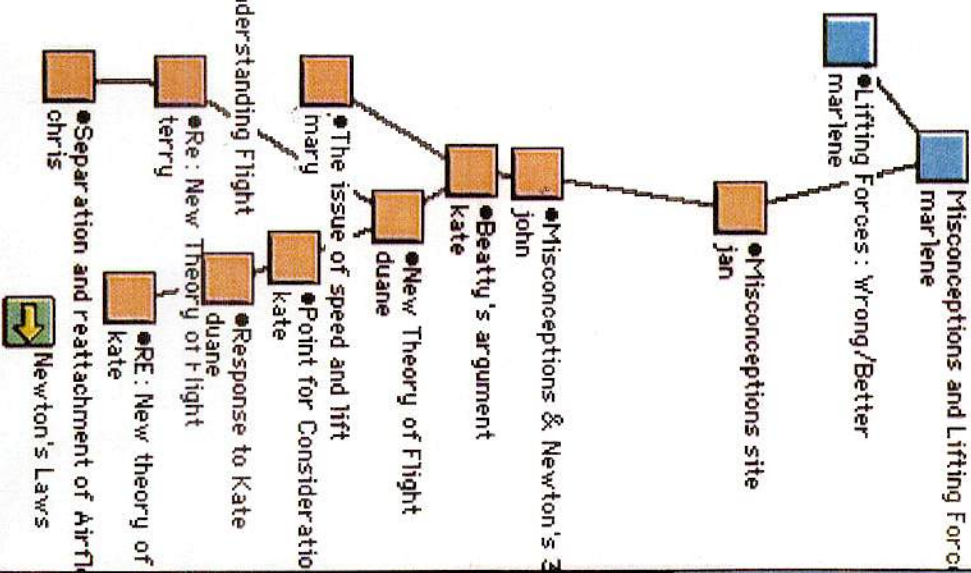 Misconceptions and Lifting Forc
marlene
●Lifting Forces : Wrong/Better
marlene
●Misconceptions site
jan
●Misconceptions & Newton's 3
john
●Beatty's argument
kate
●New Theory of Flight
duane
●The issue of speed and lift
mary
●Point for Consideratio
kate
●Response to Kate
duane
derstanding Flight
●Re: New Theory of Flight
terry
●RE: New theory of
kate
●Separation and reattachment of Airfl
chris
Newton's Laws